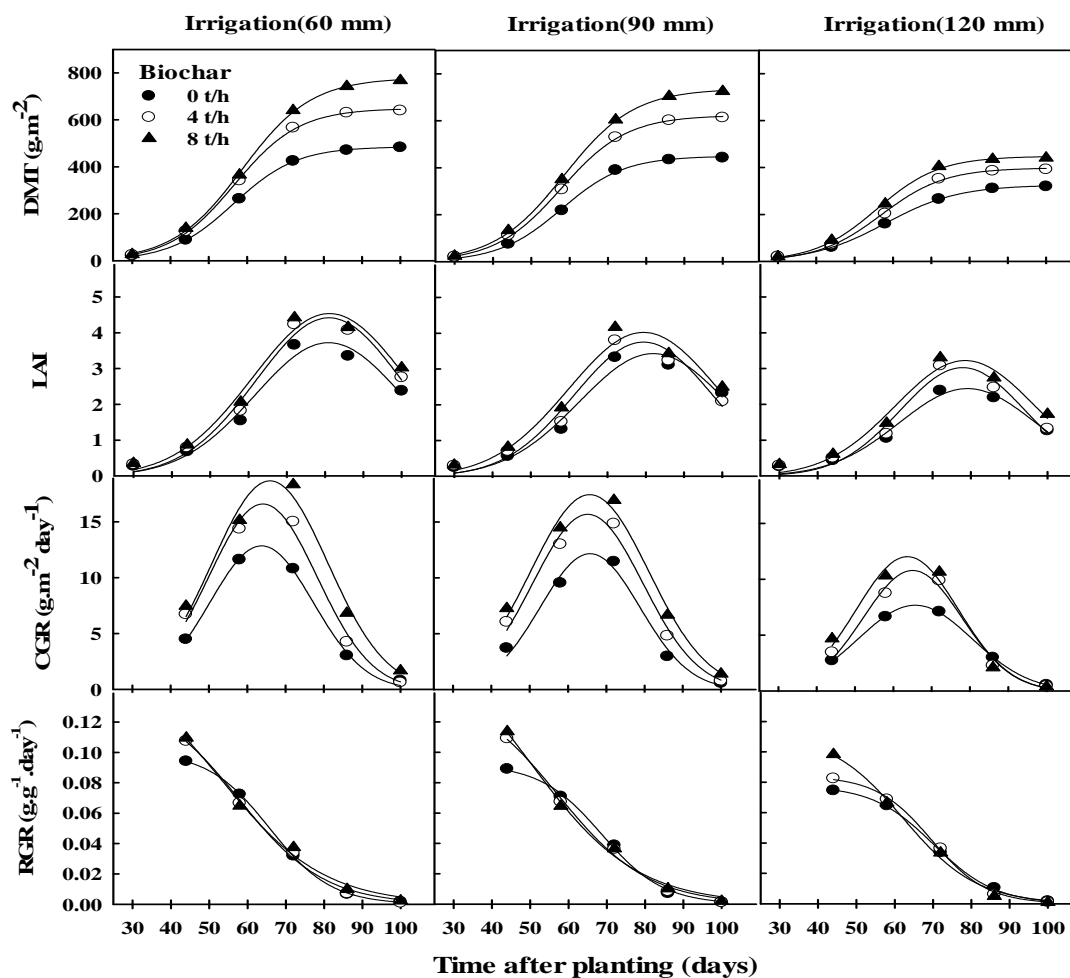 Irrigation(60 mm) Irrigation(90 mm) Irrigation(120 mm)
Biochar
0 t/h
4 t/h
8 t/h
DMT (g.m-2)
800
600
400
200
0
LAI
5
4
3
2
1
0
CGR (g.m-2 day-1)
15
10
5
0
RGR (g.g-1.day-1)
0.12
0.10
0.08
0.06
0.04
0.02
0.00
30 40 50 60 70 80 90 100 30 40 50 60 70 80 90 100 30 40 50 60 70 80 90 100
Time after planting (days)